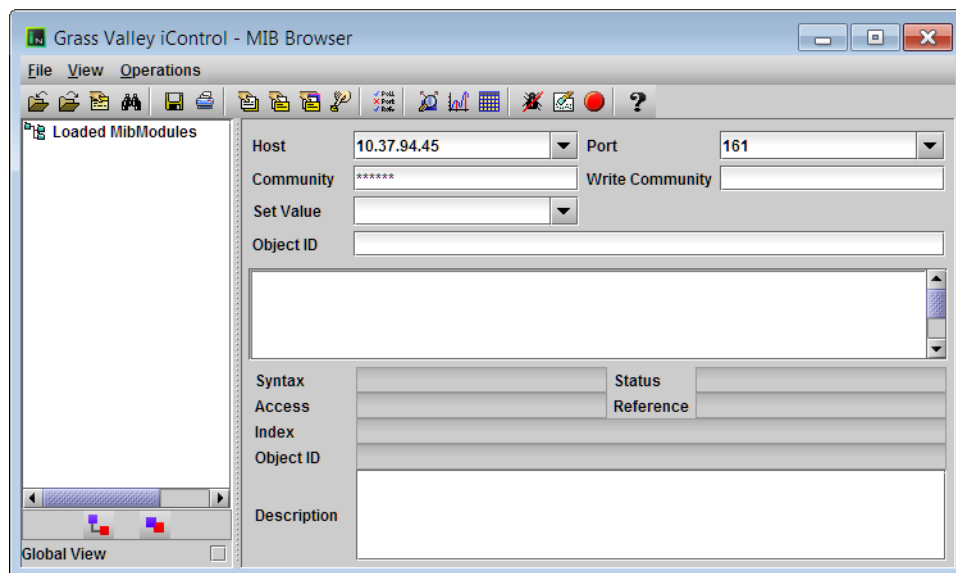 Grass Valley iControl - MIB Browser
File View Operations
Loaded MibModules
Host 10.37.94.45 Port 161
Community ****** Write Community
Set Value
Object ID
Syntax Status
Access Reference
Index
Object ID
Description
Global View